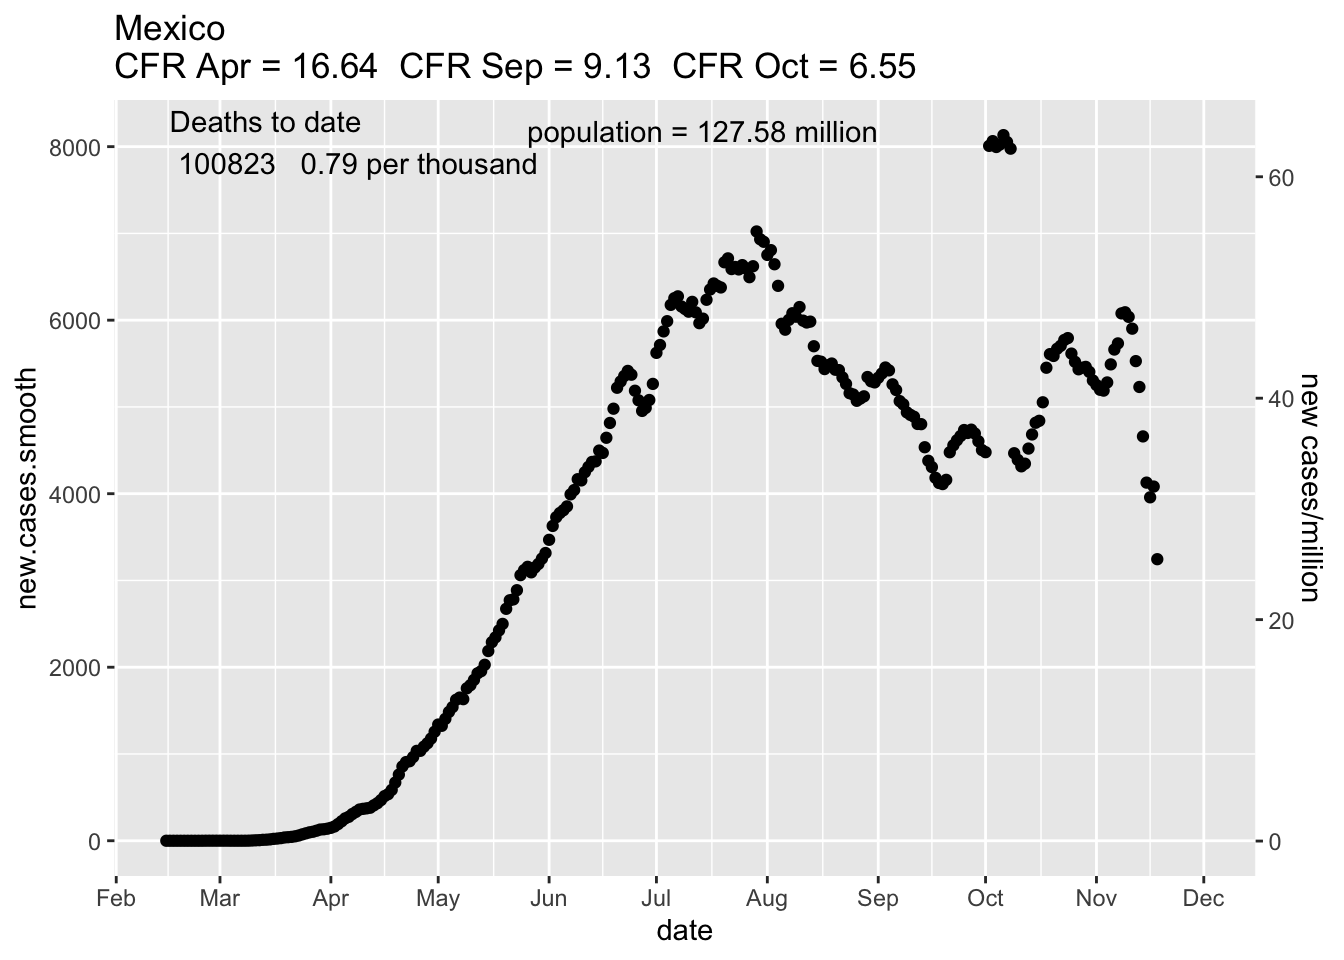 Mexico
CFR Apr = 16.64  CFR Sep = 9.13  CFR Oct = 6.55
Deaths to date
100823   0.79 per thousand
population = 127.58 million
new.cases.smooth
8000
6000
4000
2000
0
60
40
20
0
new cases/million
Feb Mar Apr May Jun Jul Aug Sep Oct Nov Dec
date